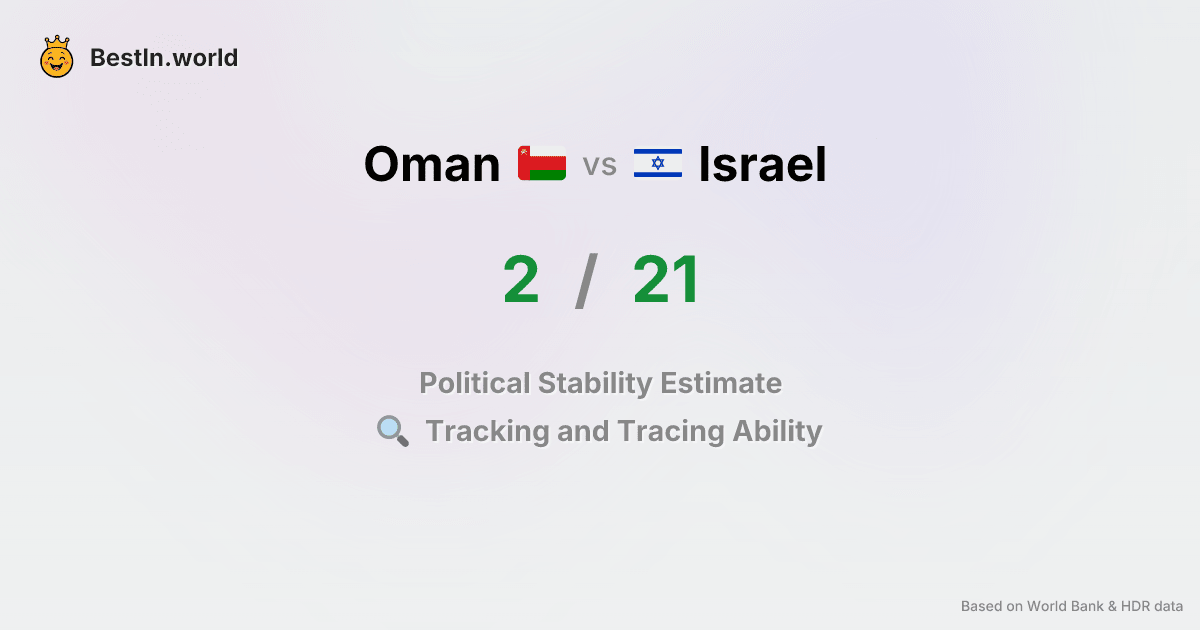 BestIn.world
Oman vs Israel
2 / 21
Political Stability Estimate
Tracking and Tracing Ability
Based on World Bank & HDR data